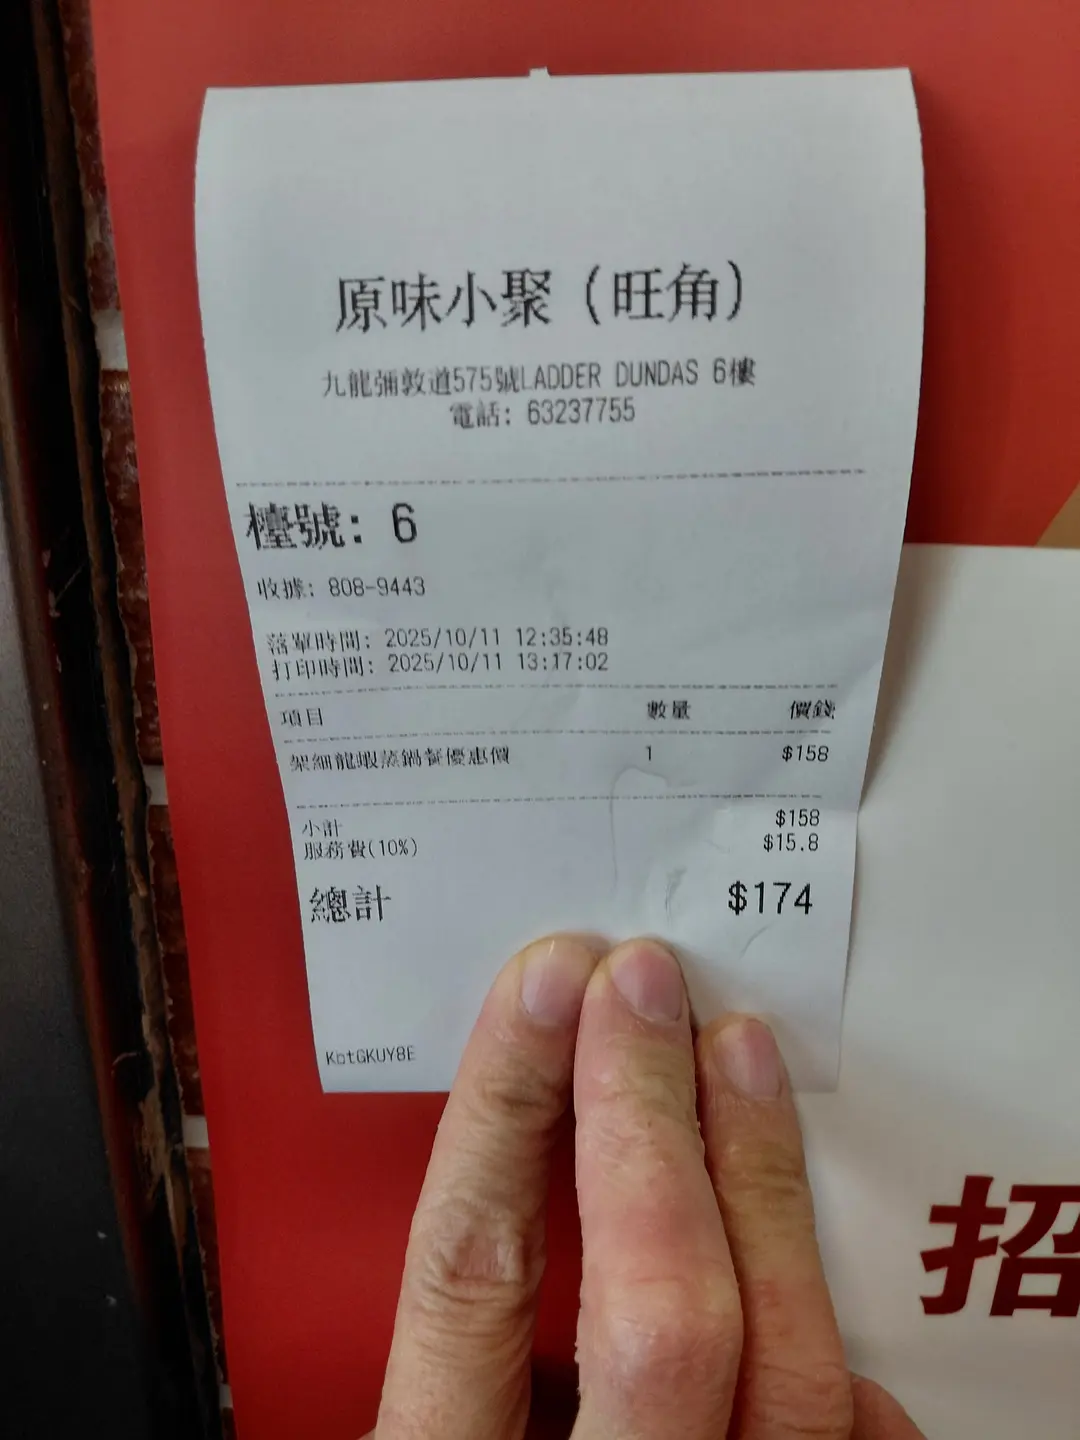 原味小聚 (旺角)
九龍彌敦道575號LADDER DUNDAS 6樓
電話: 63237755
檯號: 6
收據: 808-9443
落單時間: 2025/10/11 12:35:48
打印時間: 2025/10/11 13:17:02
項目 數量 價錢
架細龍蝦蒸鍋餐優惠價 1 $158
小計 $158
服務費(10%) $15.8
總計 $174
KotGKUY8E
招